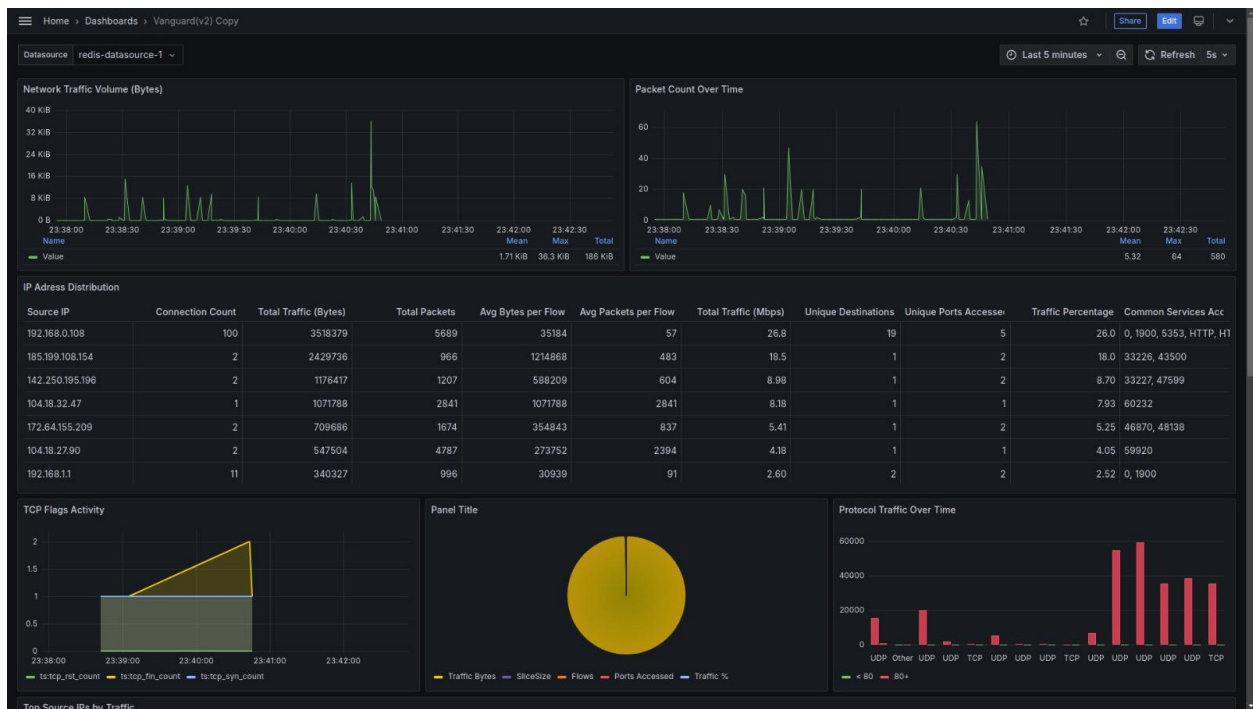 Home › Dashboards › Vanguard(v2) Copy Share Edit
Datasource redis-datasource-1 Last 5 minutes Refresh 5s
Network Traffic Volume (Bytes)
40 KiB
32 KiB
24 KiB
16 KiB
8 KiB
0 B
23:38:00 23:38:30 23:39:00 23:39:30 23:40:00 23:40:30 23:41:00 23:41:30 23:42:00 23:42:30
Name Mean Max Total
Value 1.71 KiB 36.3 KiB 186 KiB
Packet Count Over Time
60
40
20
0
23:38:00 23:38:30 23:39:00 23:39:30 23:40:00 23:40:30 23:41:00 23:41:30 23:42:00 23:42:30
Name Mean Max Total
Value 5.32 64 580
IP Adress Distribution
Source IP Connection Count Total Traffic (Bytes) Total Packets Avg Bytes per Flow Avg Packets per Flow Total Traffic (Mbps) Unique Destinations Unique Ports Accesse Traffic Percentage Common Services Acc
192.168.0.108 100 3518379 5689 35184 57 26.8 19 5 26.0 0, 1900, 5353, HTTP, HT
185.199.108.154 2 2429736 966 1214868 483 18.5 1 2 18.0 33226, 43500
142.250.195.196 2 1176417 1207 588209 604 8.98 1 2 8.70 33227, 47599
104.18.32.47 1 1071788 2841 1071788 2841 8.18 1 1 7.93 60232
172.64.155.209 2 709686 1674 354843 837 5.41 1 2 5.25 46870, 48138
104.18.27.90 2 547504 4787 273752 2394 4.18 1 1 4.05 59920
192.168.1.1 11 340327 996 30939 91 2.60 2 2 2.52 0, 1900
TCP Flags Activity
2
1.5
1
0.5
0
23:38:00 23:39:00 23:40:00 23:41:00 23:42:00
ts:tcp_rst_count ts:tcp_fin_count ts:tcp_syn_count
Panel Title
Traffic Bytes SliceSize Flows Ports Accessed Traffic %
Protocol Traffic Over Time
60000
40000
20000
0
UDP Other UDP UDP TCP UDP UDP UDP TCP UDP UDP UDP UDP UDP TCP
< 80 80+
Top Source IPs by Traffic